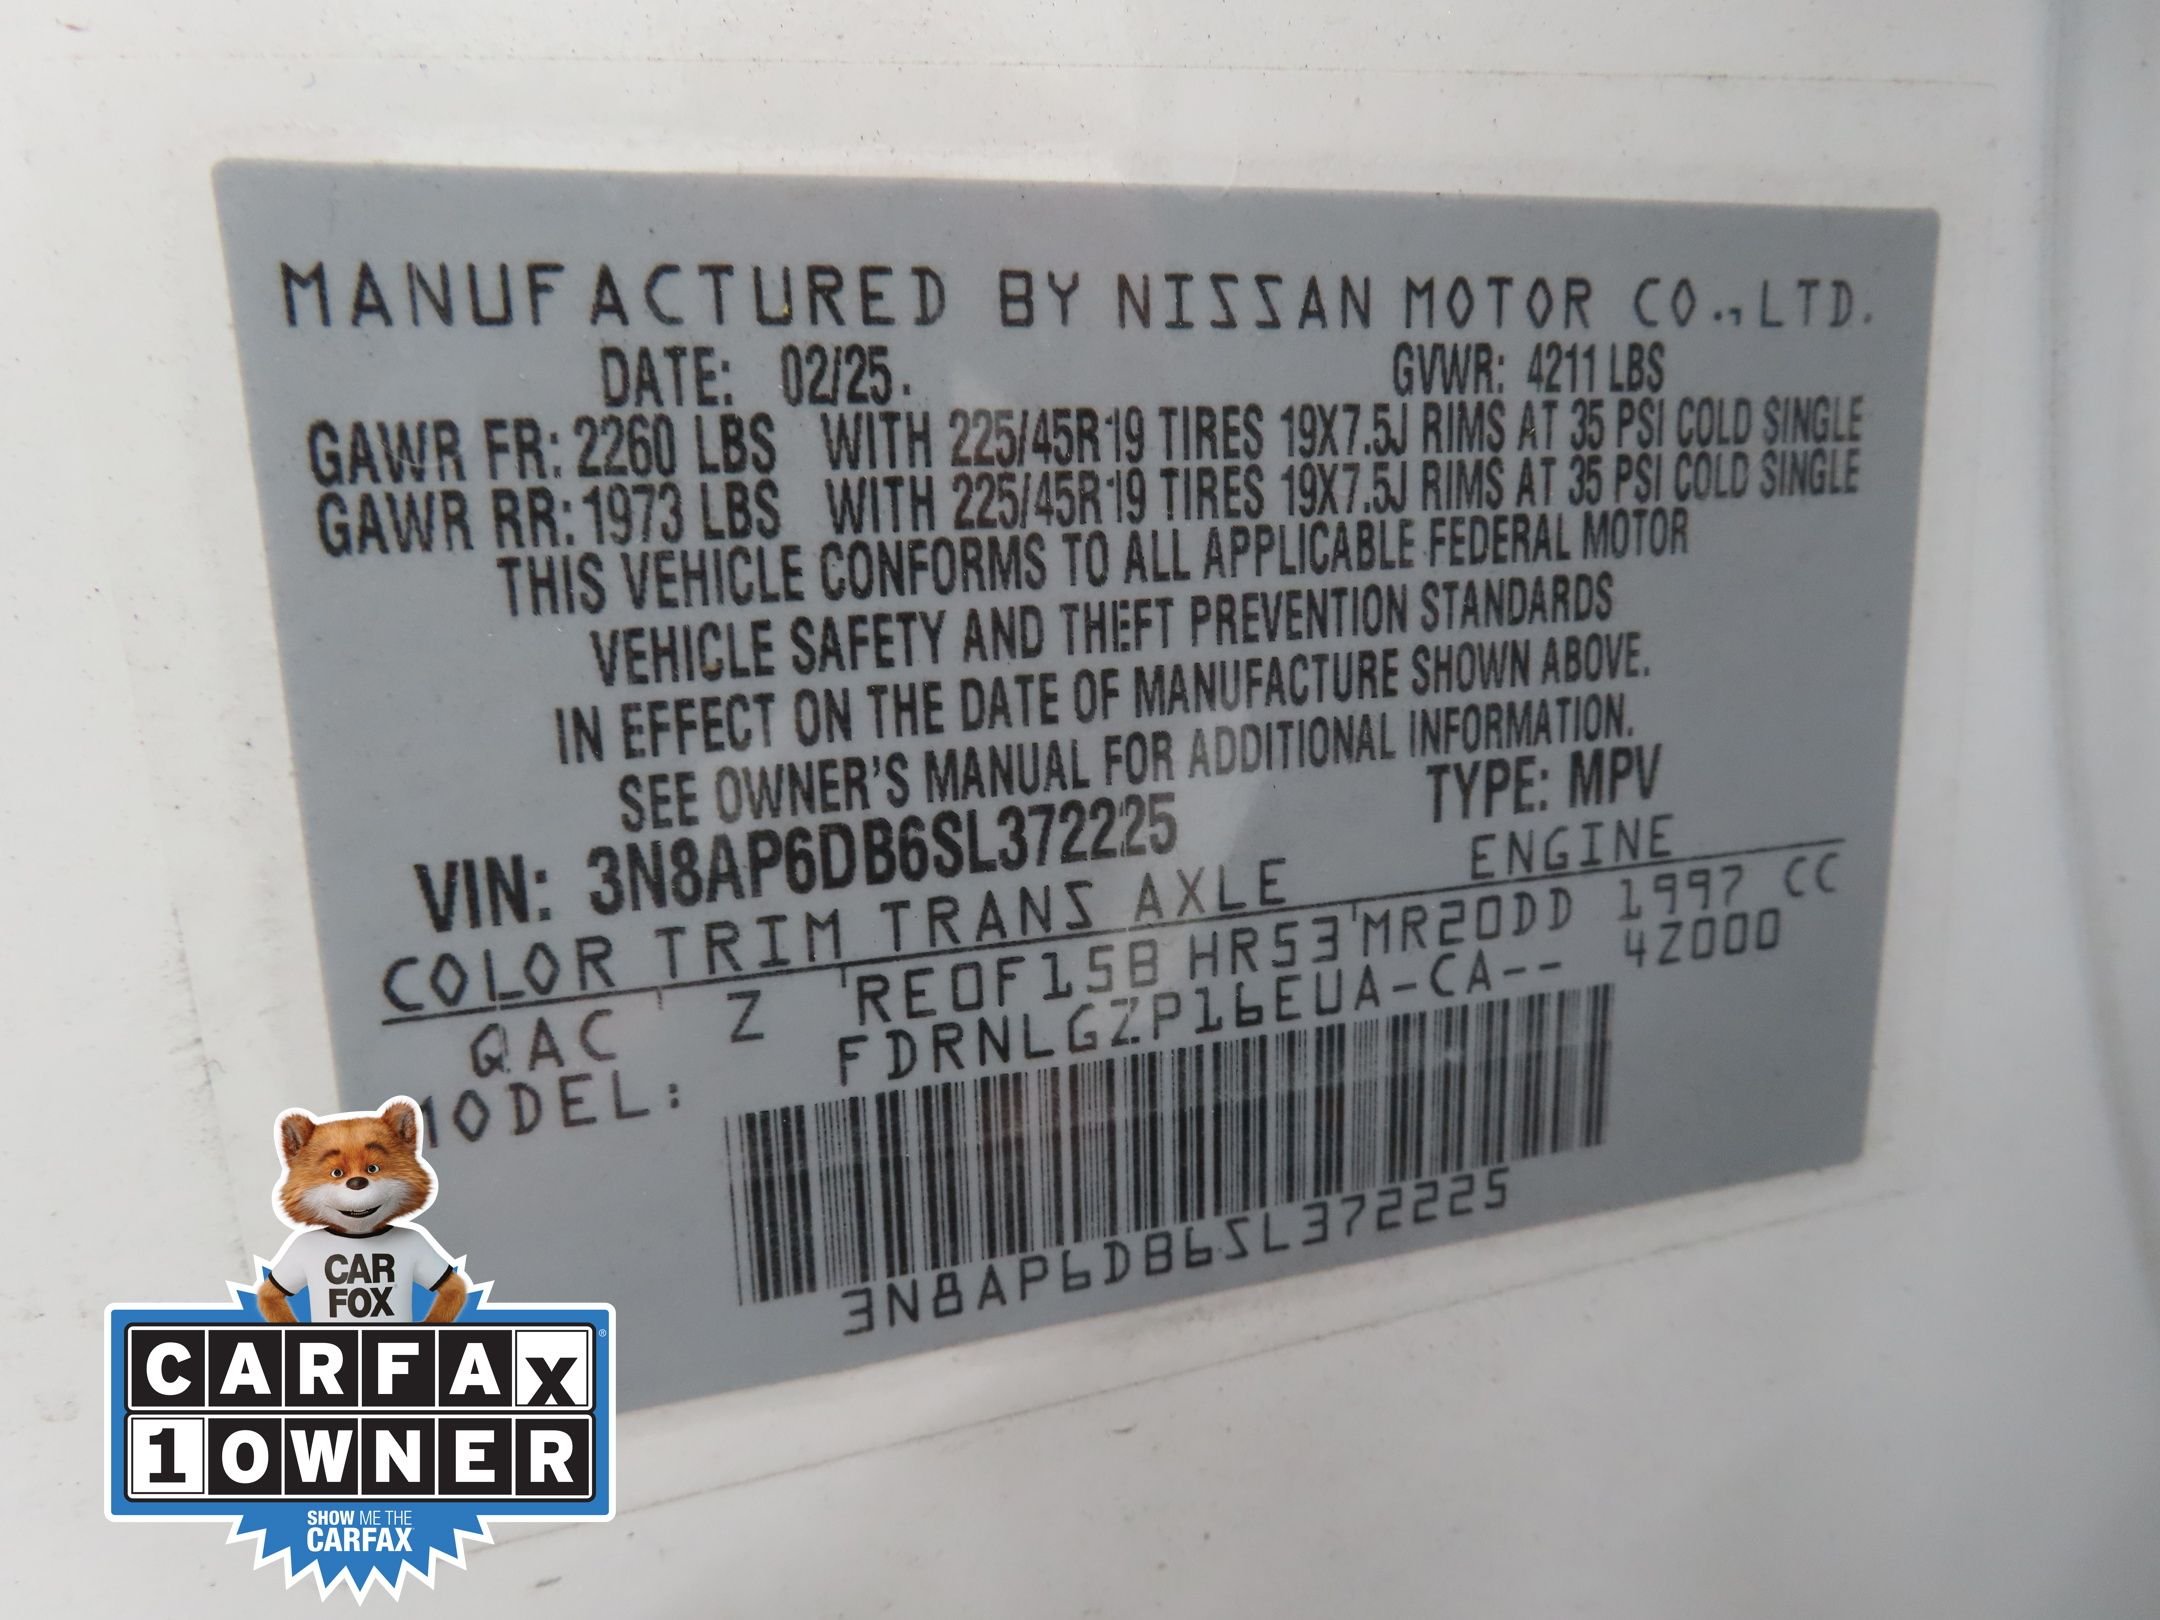 MANUFACTURED BY NISSAN MOTOR CO.,LTD.
DATE: 02/25. GVWR: 4211 LBS
GAWR FR: 2260 LBS WITH 225/45R19 TIRES 19X7.5J RIMS AT 35 PSI COLD SINGLE
GAWR RR: 1973 LBS WITH 225/45R19 TIRES 19X7.5J RIMS AT 35 PSI COLD SINGLE
THIS VEHICLE CONFORMS TO ALL APPLICABLE FEDERAL MOTOR
VEHICLE SAFETY AND THEFT PREVENTION STANDARDS
IN EFFECT ON THE DATE OF MANUFACTURE SHOWN ABOVE.
SEE OWNER'S MANUAL FOR ADDITIONAL INFORMATION.
VIN: 3N8AP6DB6SL372225 TYPE: MPV
COLOR TRIM TRANS AXLE ENGINE
QAC Z RE0F15B HR53 MR20DD 1997 CC
MODEL: FDRNLGZP16EUA-CA-- 4Z000
3N8AP6DB6SL372225
CAR
FOX
CARFAX®
1 OWNER
SHOW ME THE
CARFAX